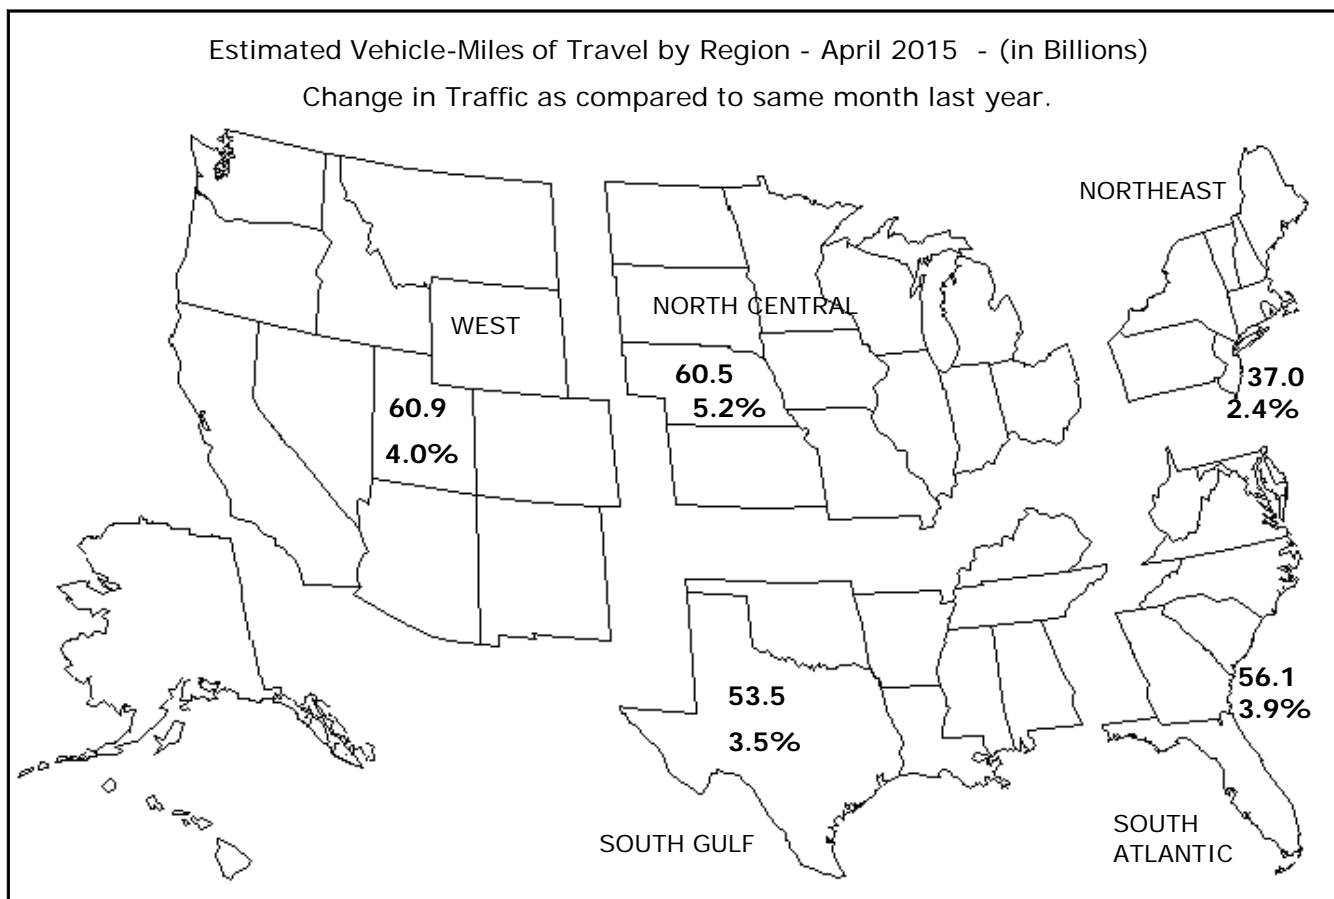 Estimated Vehicle-Miles of Travel by Region - April 2015 - (in Billions)
Change in Traffic as compared to same month last year.
NORTHEAST
37.0
2.4%
NORTH CENTRAL
60.5
5.2%
WEST
60.9
4.0%
53.5
3.5%
SOUTH GULF
56.1
3.9%
SOUTH
ATLANTIC